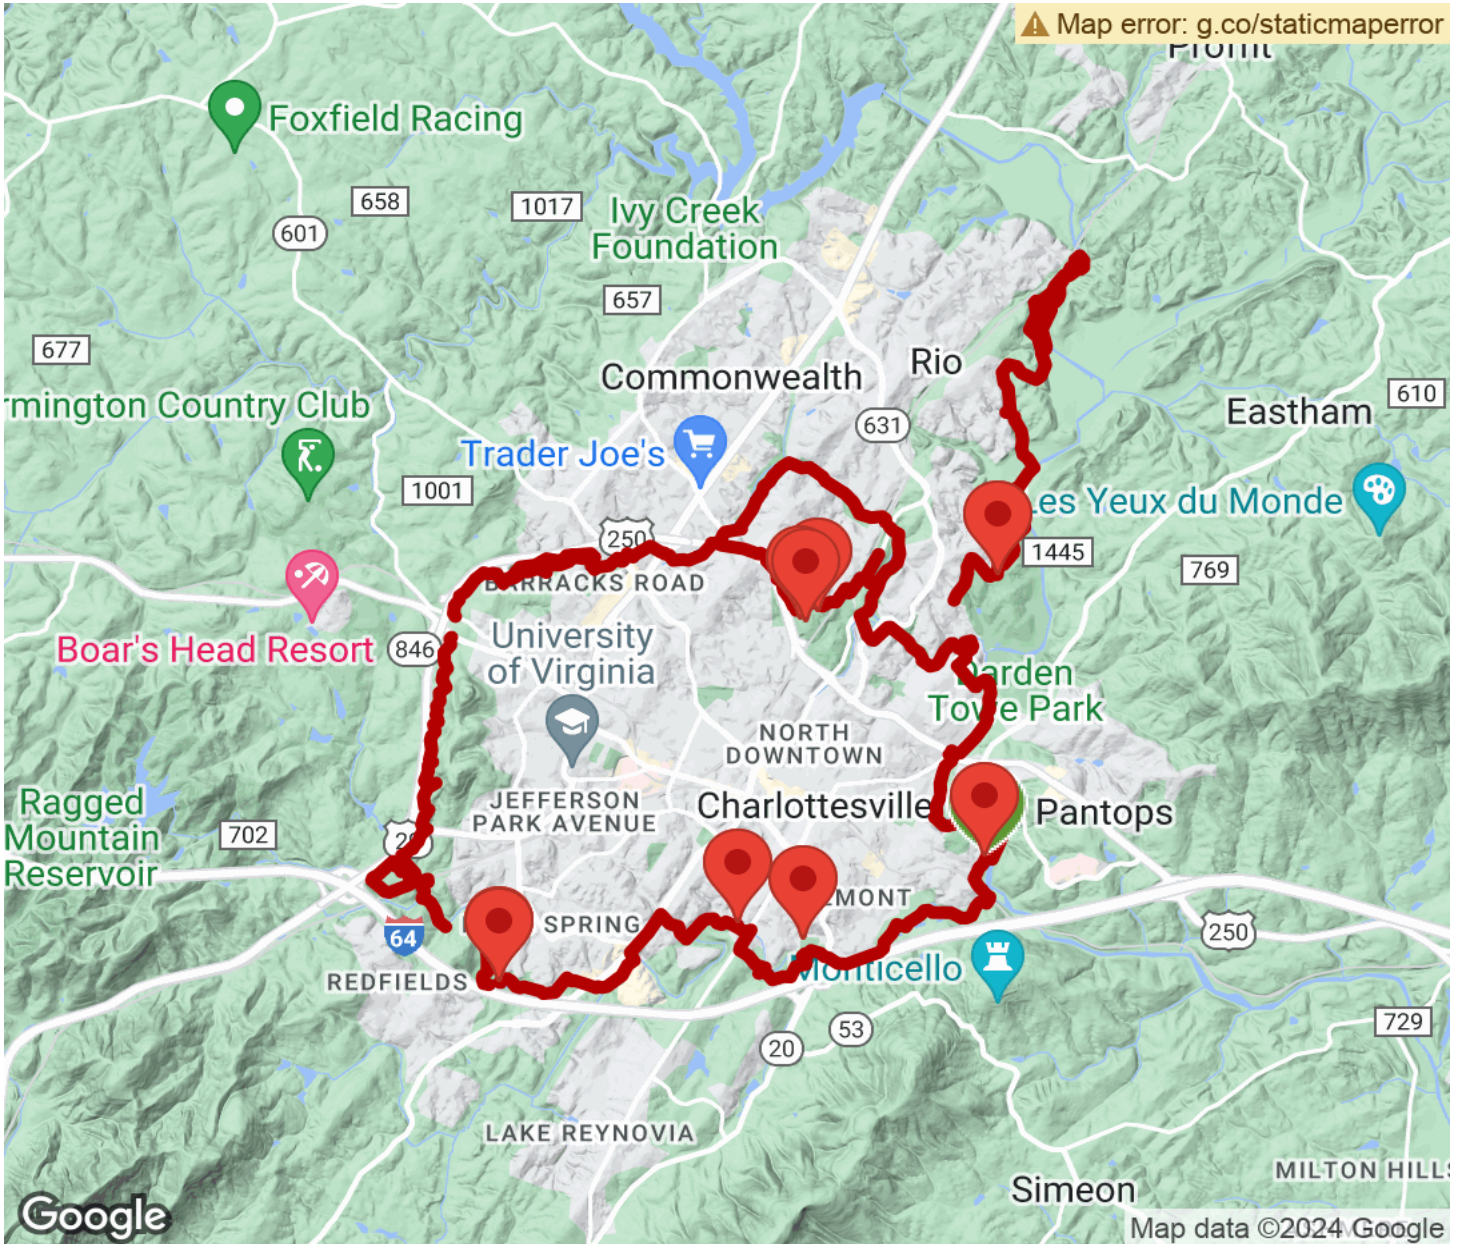 Map error: g.co/staticmaperror
Foxfield Racing
658
1017
601
Ivy Creek
Foundation
657
677
Commonwealth
Rio
610
rmington Country Club
Eastham
631
Trader Joe's
1001
Les Yeux du Monde
250
1445
769
BARRACKS ROAD
University
of Virginia
Boar's Head Resort
846
Darden
Towe Park
NORTH
DOWNTOWN
Ragged
Mountain
Reservoir
702
JEFFERSON
PARK AVENUE
Charlottesville
Pantops
SPRING
64
250
REDFIELDS
Monticello
729
53
20
LAKE REYNOVIA
MILTON HILLS
Simeon
Google
Map data ©2024 Google